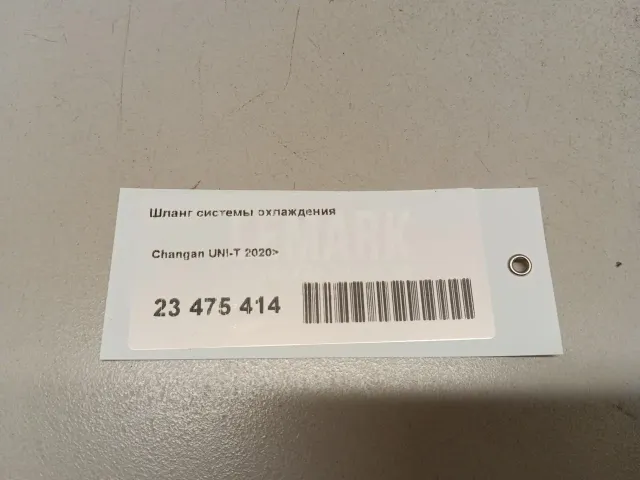 Шланг системы охлаждения
Changan UNI-T 2020>
23 475 414